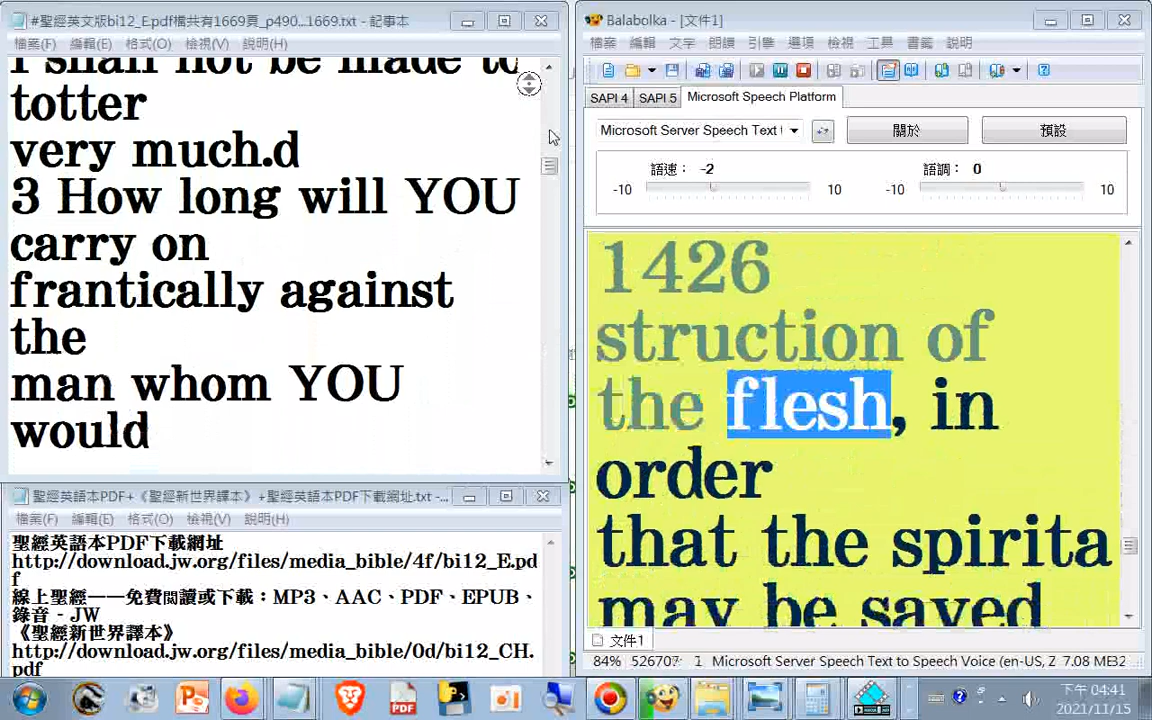 #聖經英文版bi12_E.pdf檔共有1669頁_p490...1669.txt - 記事本
檔案(F) 編輯(E) 格式(O) 檢視(V) 說明(H)
I shall not be made to
totter
very much.d
3 How long will YOU
carry on
frantically against
the
man whom YOU
would
聖經英語本PDF+《聖經新世界譯本》+聖經英語本PDF下載網址.txt -...
檔案(F) 編輯(E) 格式(O) 檢視(V) 說明(H)
聖經英語本PDF下載網址
http://download.jw.org/files/media_bible/4f/bi12_E.pd
f
線上聖經——免費閱讀或下載：MP3、AAC、PDF、EPUB、
錄音 - JW
《聖經新世界譯本》
http://download.jw.org/files/media_bible/0d/bi12_CH.
pdf
Balabolka - [文件1]
檔案 編輯 文字 朗讀 引擎 選項 檢視 工具 書籤 說明
SAPI 4 SAPI 5 Microsoft Speech Platform
Microsoft Server Speech Text 關於 預設
語速： -2 語調： 0
-10 10 -10 10
1426
struction of
the flesh, in
order
that the spirita
may be saved
文件1
84% 526707 1 Microsoft Server Speech Text to Speech Voice (en-US, Z 7.08 MB
下午 04:41
2021/11/15